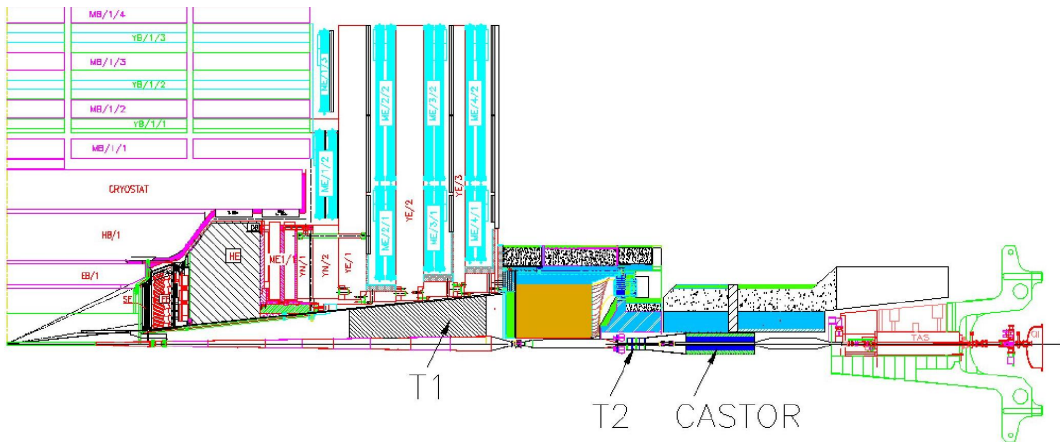 MB/1/4
YB/1/3
MB/1/3
YB/1/2
MB/1/2
YB/1/1
MB/1/1
CRYOSTAT
HB/1
EB/1
SE
HE
ME1/1
YN/1
YN/2
YE/1
ME/1/2
ME/1/3
ME/2/2
ME/2/1
YE/2
ME/3/2
ME/3/1
YE/3
ME/4/2
ME/4/1
TAS
T1
T2
CASTOR